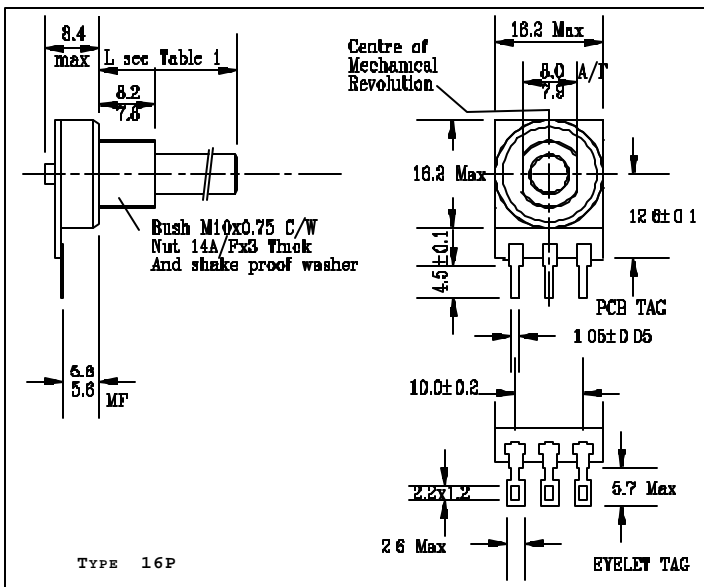 8.4
max
L see Table 1
8.2
7.8
Bush M10x0.75 C/W
Nut 14A/Fx3 Thick
And shake proof washer
5.6
MF
TYPE 16P
16.2 Max
Centre of
Mechanical
Revolution
8.0
7.9
A/F
16.2 Max
12.6±0.1
4.5±0.1
PCB TAG
1.05±0.05
10.0±0.2
2.2x1.2
5.7 Max
2.6 Max
EYELET TAG